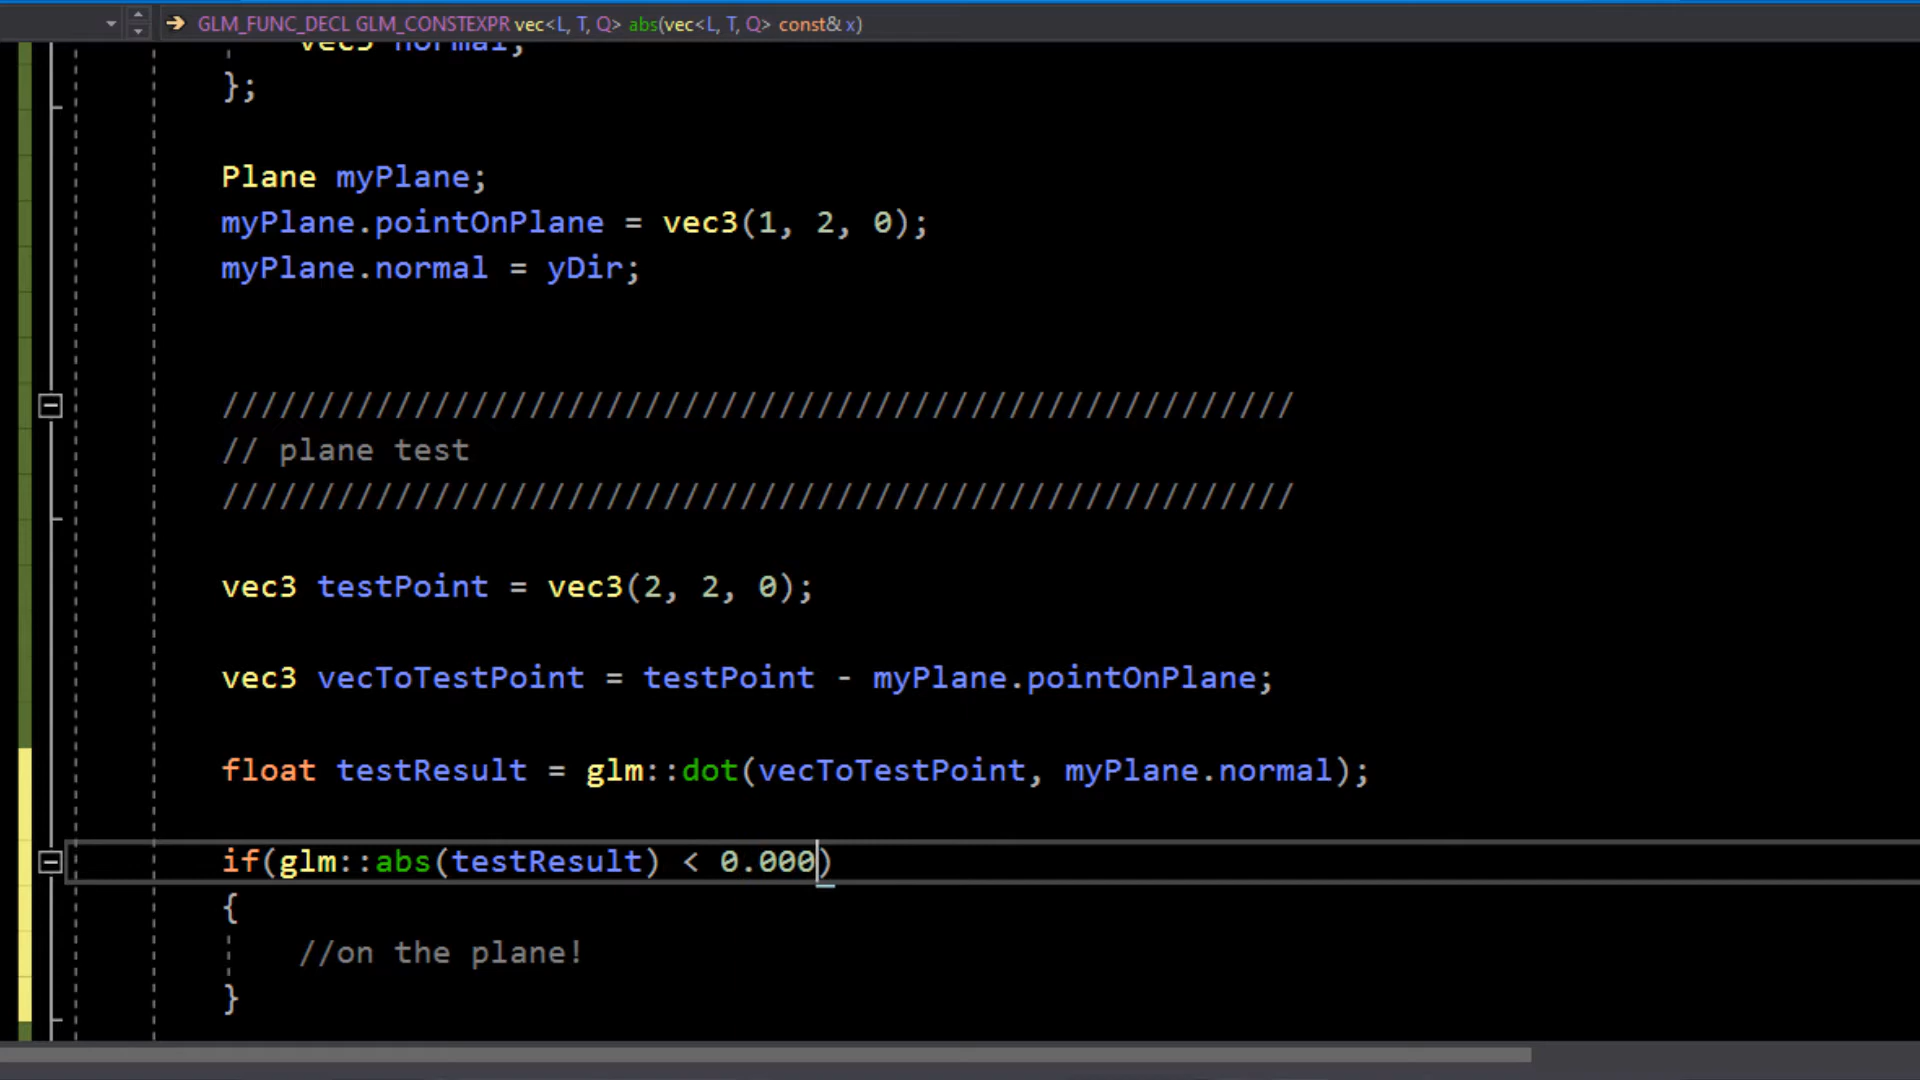 GLM_FUNC_DECL GLM_CONSTEXPR vec<L, T, Q> abs(vec<L, T, Q> const& x)
vec3 normal;
};
Plane myPlane;
myPlane.pointOnPlane = vec3(1, 2, 0);
myPlane.normal = yDir;
////////////////////////////////////////////////////////
// plane test
////////////////////////////////////////////////////////
vec3 testPoint = vec3(2, 2, 0);
vec3 vecToTestPoint = testPoint - myPlane.pointOnPlane;
float testResult = glm::dot(vecToTestPoint, myPlane.normal);
if(glm::abs(testResult) < 0.000)
{
//on the plane!
}